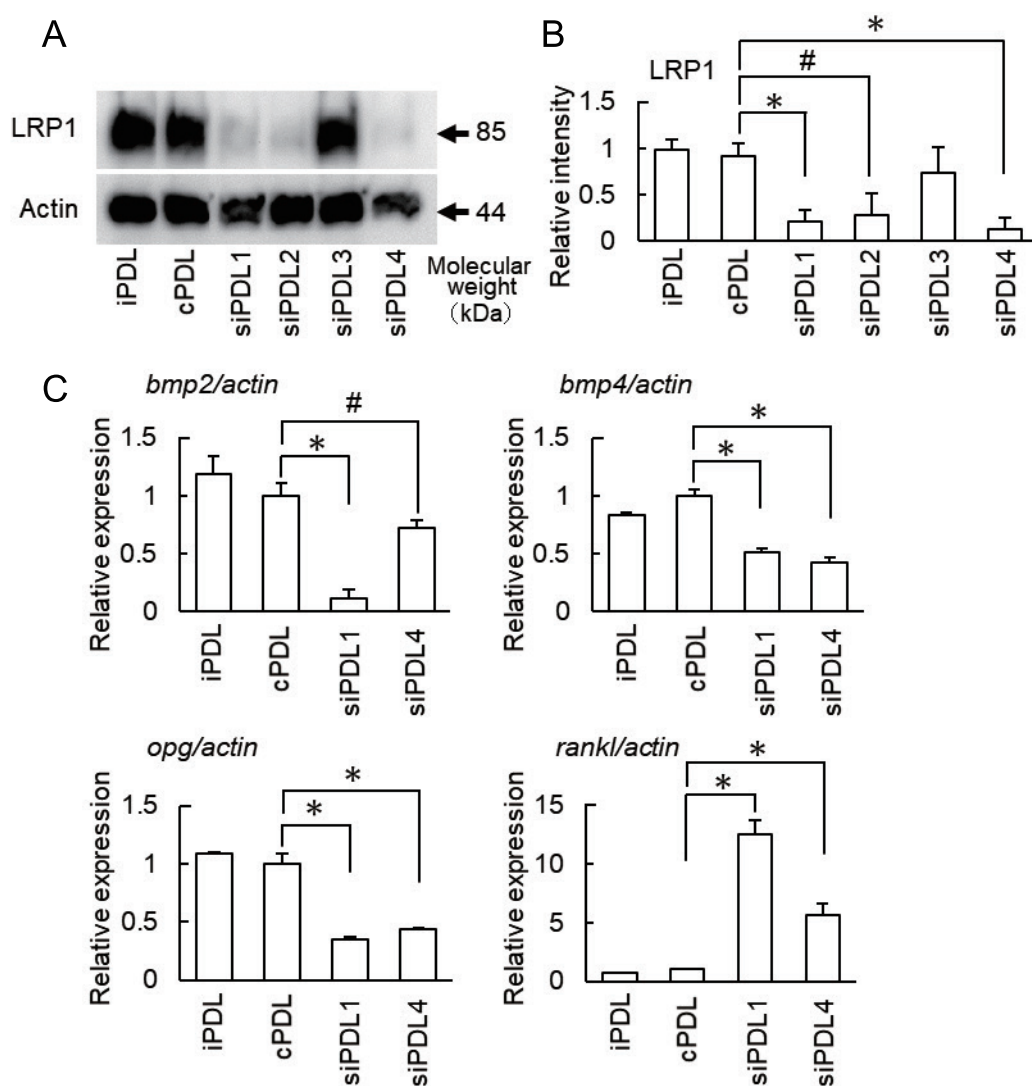 A
LRP1
85
Actin
44
iPDL
cPDL
siPDL1
siPDL2
siPDL3
siPDL4
Molecular
weight
(kDa)
B
LRP1
Relative intensity
1.5
1
0.5
0
*
#
*
iPDL
cPDL
siPDL1
siPDL2
siPDL3
siPDL4
C
bmp2/actin
Relative expression
1.5
1
0.5
0
#
*
iPDL
cPDL
siPDL1
siPDL4
bmp4/actin
Relative expression
1.5
1
0.5
0
*
*
iPDL
cPDL
siPDL1
siPDL4
opg/actin
Relative expression
1.5
1
0.5
0
*
*
iPDL
cPDL
siPDL1
siPDL4
rankl/actin
Relative expression
15
10
5
0
*
*
iPDL
cPDL
siPDL1
siPDL4